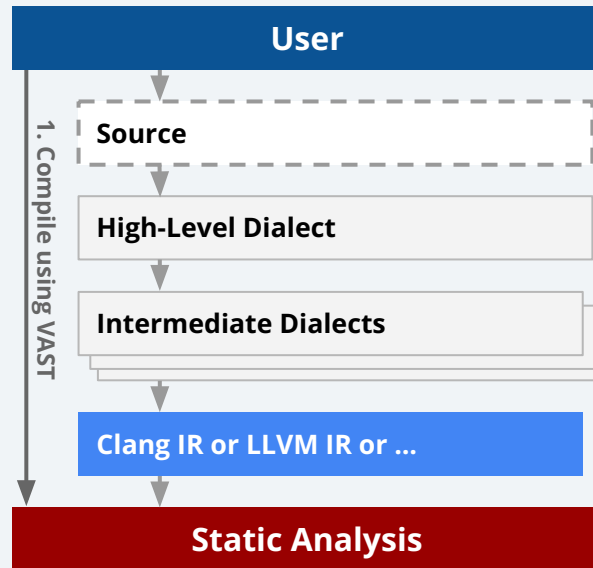 User
1. Compile using VAST
Source
High-Level Dialect
Intermediate Dialects
Clang IR or LLVM IR or ...
Static Analysis